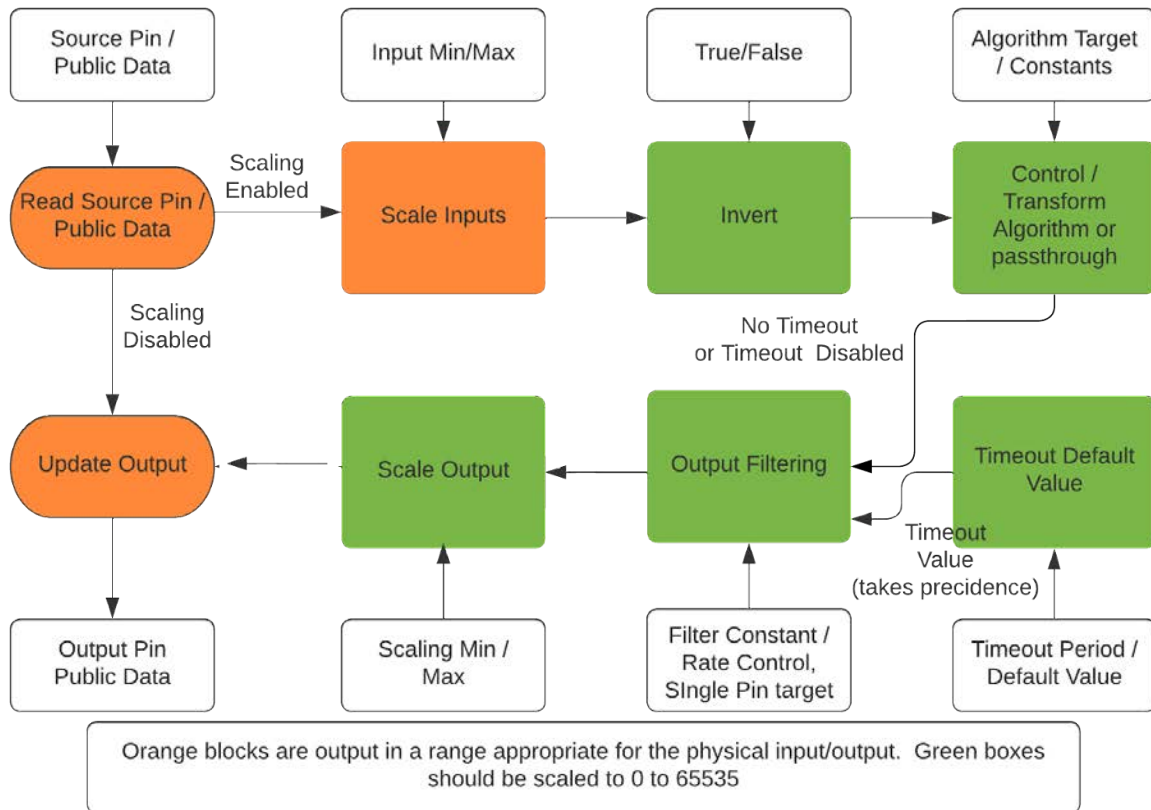 Source Pin /
Public Data
Input Min/Max
True/False
Algorithm Target
/ Constants
Read Source Pin /
Public Data
Scaling
Enabled
Scale Inputs
Invert
Control /
Transform
Algorithm or
passthrough
Scaling
Disabled
No Timeout
or Timeout Disabled
Update Output
Scale Output
Output Filtering
Timeout Default
Value
Timeout
Value
(takes precidence)
Output Pin
Public Data
Scaling Min /
Max
Filter Constant /
Rate Control,
SIngle Pin target
Timeout Period /
Default Value
Orange blocks are output in a range appropriate for the physical input/output. Green boxes
should be scaled to 0 to 65535